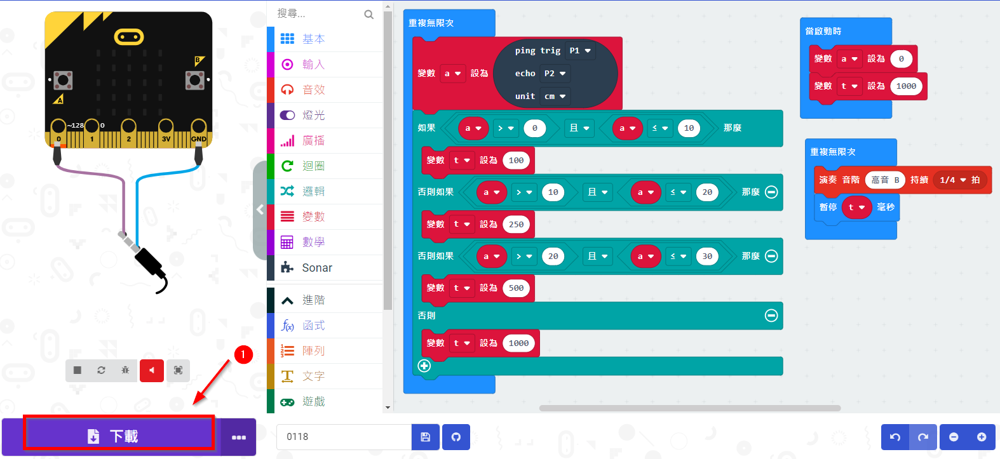 B
A
~128
0
0
1
2
3V
GND
1
下載
搜尋...
基本
輸入
音效
燈光
廣播
迴圈
邏輯
變數
數學
Sonar
進階
f(x) 函式
陣列
文字
遊戲
0118
重複無限次
變數 a 設為 ping trig P1
echo P2
unit cm
如果 a > 0 且 a ≤ 10 那麼
變數 t 設為 100
否則如果 a > 10 且 a ≤ 20 那麼
變數 t 設為 250
否則如果 a > 20 且 a ≤ 30 那麼
變數 t 設為 500
否則
變數 t 設為 1000
當啟動時
變數 a 設為 0
變數 t 設為 1000
重複無限次
演奏 音階 高音 B 持續 1/4 拍
暫停 t 毫秒